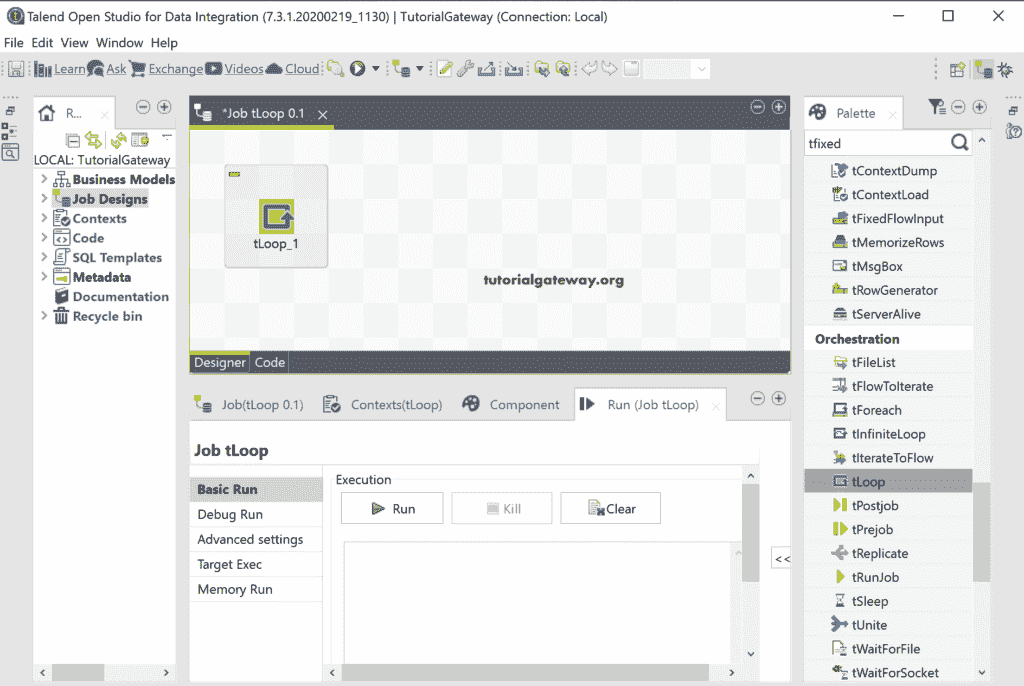 Talend Open Studio for Data Integration (7.3.1.20200219_1130) | TutorialGateway (Connection: Local)
File Edit View Window Help
Learn Ask Exchange Videos Cloud
R...
LOCAL: TutorialGateway
Business Models
Job Designs
Contexts
Code
SQL Templates
Metadata
Documentation
Recycle bin
*Job tLoop 0.1
tLoop_1
tutorialgateway.org
Designer Code
Job(tLoop 0.1) Contexts(tLoop) Component Run (Job tLoop)
Job tLoop
Basic Run
Debug Run
Advanced settings
Target Exec
Memory Run
Execution
Run Kill Clear
<<
Palette
tfixed
tContextDump
tContextLoad
tFixedFlowInput
tMemorizeRows
tMsgBox
tRowGenerator
tServerAlive
Orchestration
tFileList
tFlowToIterate
tForeach
tInfiniteLoop
tIterateToFlow
tLoop
tPostjob
tPrejob
tReplicate
tRunJob
tSleep
tUnite
tWaitForFile
tWaitForSocket